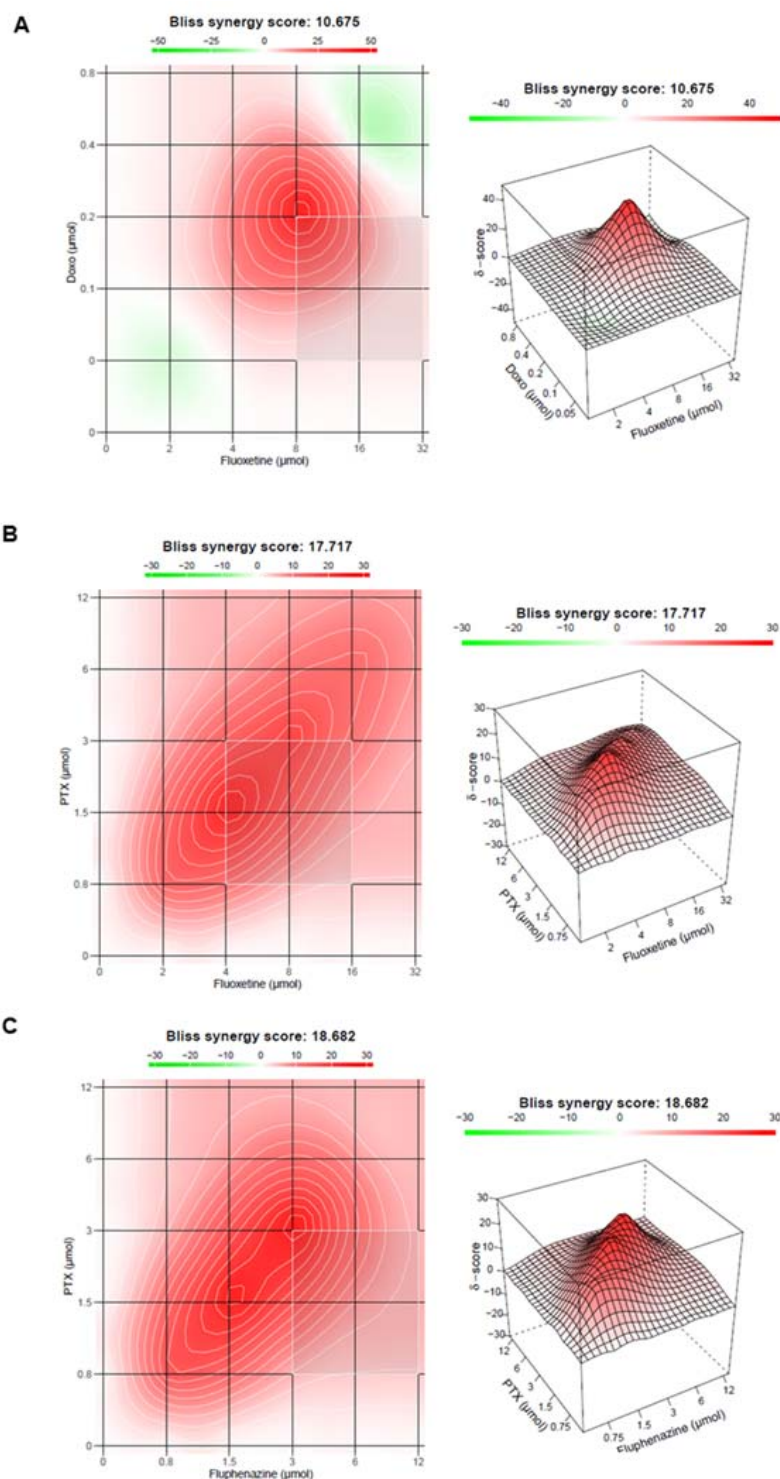 A
Bliss synergy score: 10.675
−50 −25 0 25 50
0.8
0.4
0.2
0.1
0
0
Doxo (µmol)
0 2 4 8 16 32
Fluoxetine (µmol)
Bliss synergy score: 10.675
−40 −20 0 20 40
40
20
0
−20
−40
δ−score
0.8
0.4
0.2
0.1
0.05
Doxo (µmol)
2 4 8 16 32
Fluoxetine (µmol)
B
Bliss synergy score: 17.717
−30 −20 −10 0 10 20 30
12
6
3
1.5
0.8
0
PTX (µmol)
0 2 4 8 16 32
Fluoxetine (µmol)
Bliss synergy score: 17.717
−30 −20 −10 0 10 20 30
30
20
10
0
−10
−20
−30
δ−score
12
6
3
1.5
0.75
PTX (µmol)
2 4 8 16 32
Fluoxetine (µmol)
C
Bliss synergy score: 18.682
−30 −20 −10 0 10 20 30
12
6
3
1.5
0.8
0
PTX (µmol)
0 0.8 1.5 3 6 12
Fluphenazine (µmol)
Bliss synergy score: 18.682
−30 −20 −10 0 10 20 30
30
20
10
0
−10
−20
−30
δ−score
12
6
3
1.5
0.75
PTX (µmol)
0.75 1.5 3 6 12
Fluphenazine (µmol)